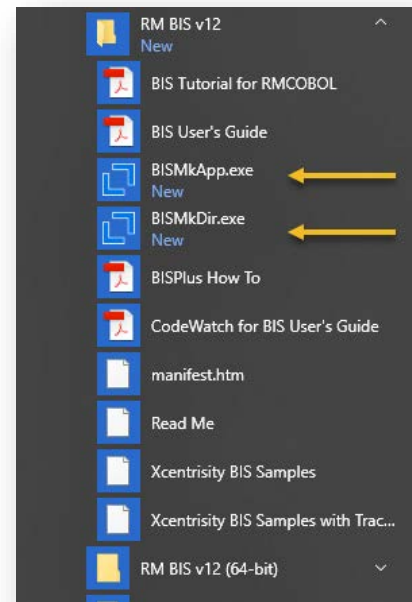 RM BIS v12
New
BIS Tutorial for RMCOBOL
BIS User's Guide
BISMkApp.exe
New
BISMkDir.exe
New
BISPlus How To
CodeWatch for BIS User's Guide
manifest.htm
Read Me
Xcentrisity BIS Samples
Xcentrisity BIS Samples with Trac...
RM BIS v12 (64-bit)